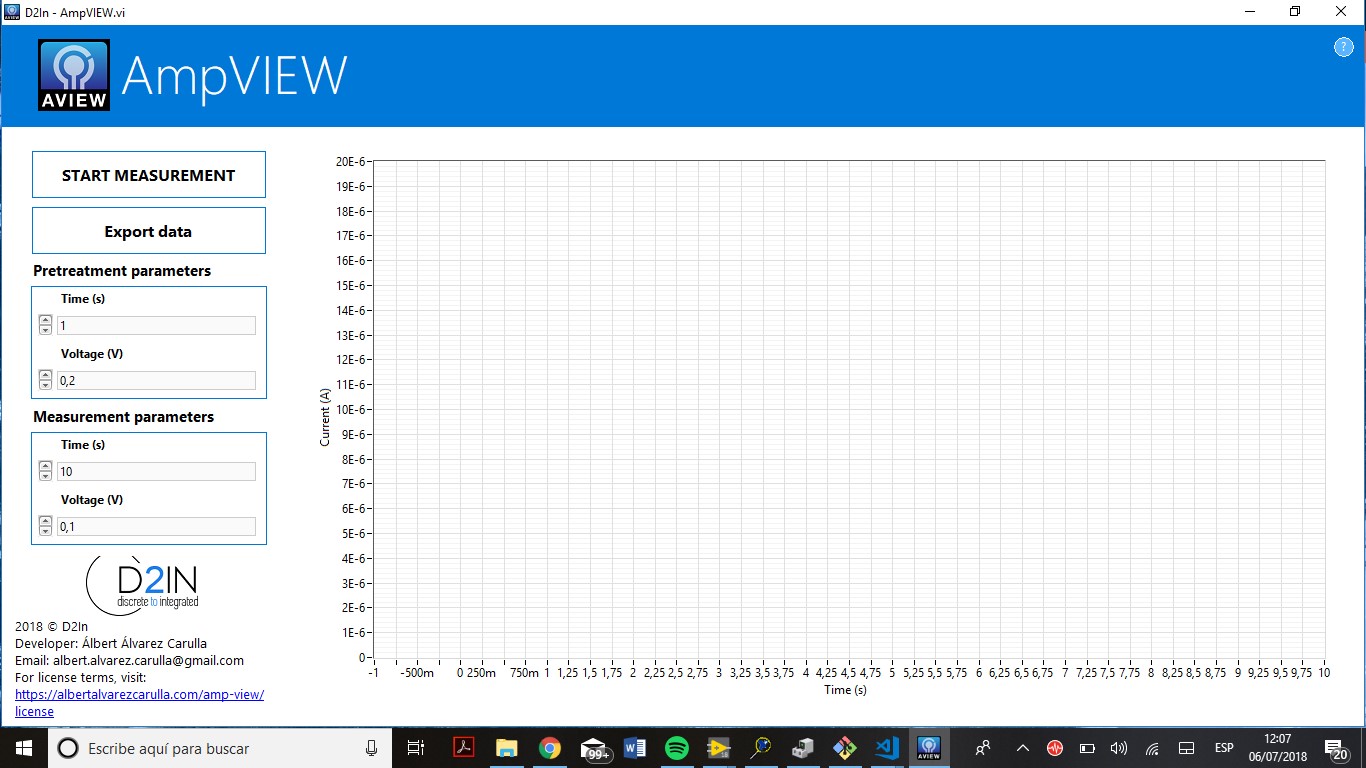 D2In - AmpVIEW.vi
AVIEW
AmpVIEW
?
START MEASUREMENT
Export data
Pretreatment parameters
Time (s)
1
Voltage (V)
0,2
Measurement parameters
Time (s)
10
Voltage (V)
0,1
D2IN
discrete to integrated
2018 © D2In
Developer: Álbert Álvarez Carulla
Email: albert.alvarez.carulla@gmail.com
For license terms, visit:
https://albertalvarezcarulla.com/amp-view/
license
20E-6
19E-6
18E-6
17E-6
16E-6
15E-6
14E-6
13E-6
12E-6
11E-6
10E-6
9E-6
8E-6
7E-6
6E-6
5E-6
4E-6
3E-6
2E-6
1E-6
0
Current (A)
-1 -500m 0 250m 750m 1 1,25 1,5 1,75 2 2,25 2,5 2,75 3 3,25 3,5 3,75 4 4,25 4,5 4,75 5 5,25 5,5 5,75 6 6,25 6,5 6,75 7 7,25 7,5 7,75 8 8,25 8,5 8,75 9 9,25 9,5 9,75 10
Time (s)
Escribe aquí para buscar
99+
AVIEW
ESP
12:07
06/07/2018
20